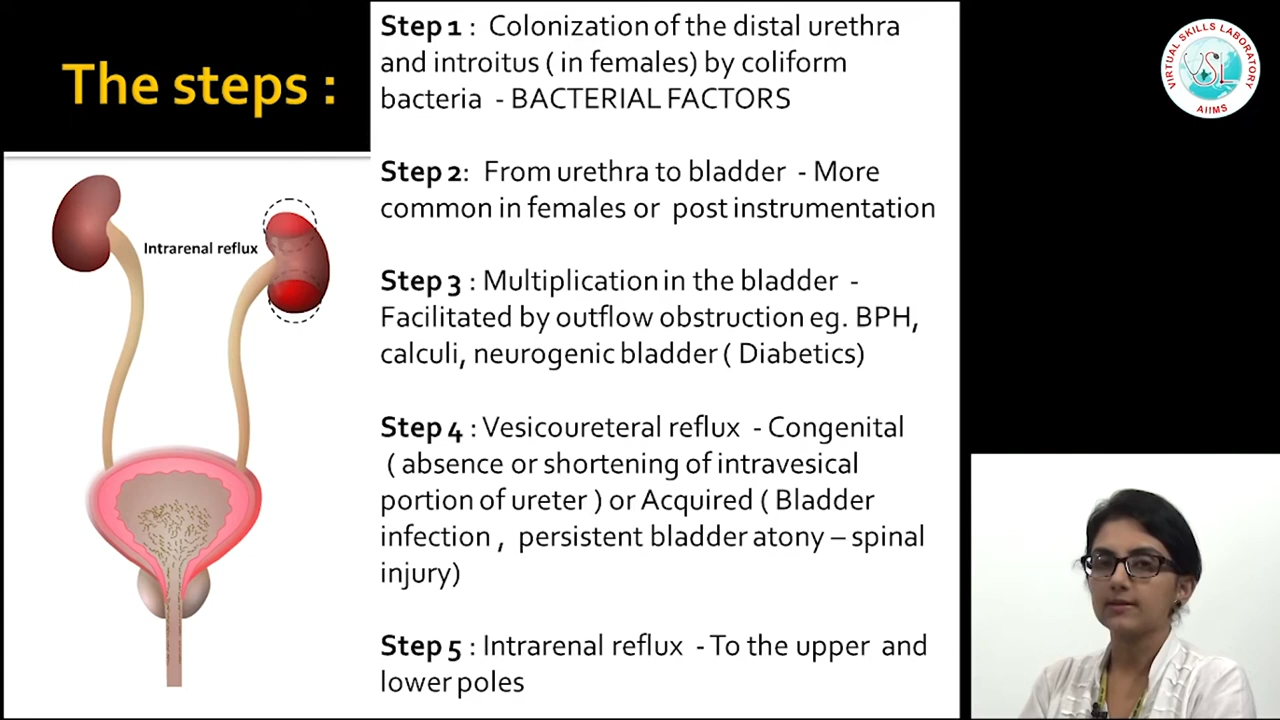 The steps :
Step 1 : Colonization of the distal urethra
and introitus ( in females) by coliform
bacteria - BACTERIAL FACTORS
Step 2: From urethra to bladder - More
common in females or post instrumentation
Step 3 : Multiplication in the bladder -
Facilitated by outflow obstruction eg. BPH,
calculi, neurogenic bladder ( Diabetics)
Step 4 : Vesicoureteral reflux - Congenital
( absence or shortening of intravesical
portion of ureter ) or Acquired ( Bladder
infection , persistent bladder atony – spinal
injury)
Step 5 : Intrarenal reflux - To the upper and
lower poles
Intrarenal reflux
VIRTUAL SKILLS LABORATORY
VSL
AIIMS